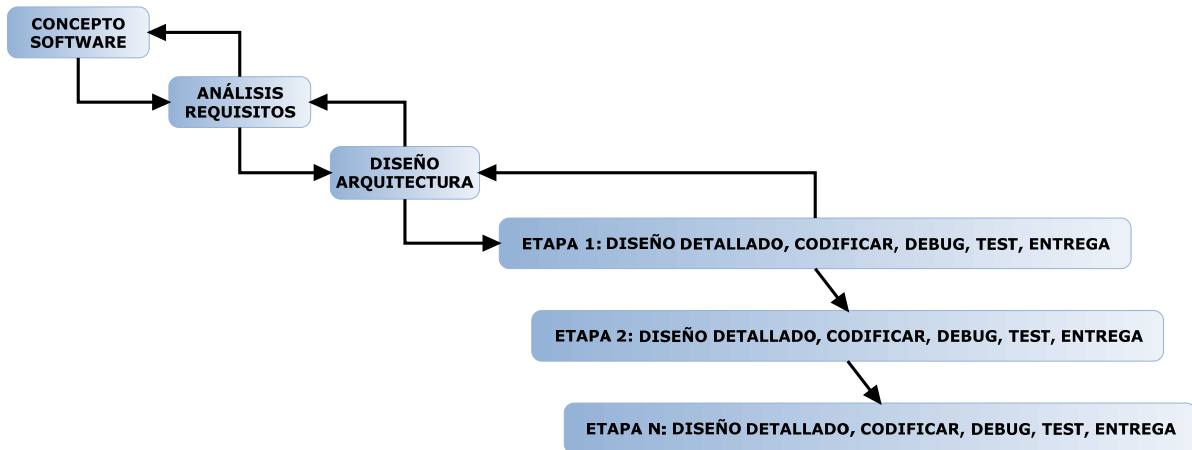 CONCEPTO
SOFTWARE
ANÁLISIS
REQUISITOS
DISEÑO
ARQUITECTURA
ETAPA 1: DISEÑO DETALLADO, CODIFICAR, DEBUG, TEST, ENTREGA
ETAPA 2: DISEÑO DETALLADO, CODIFICAR, DEBUG, TEST, ENTREGA
ETAPA N: DISEÑO DETALLADO, CODIFICAR, DEBUG, TEST, ENTREGA